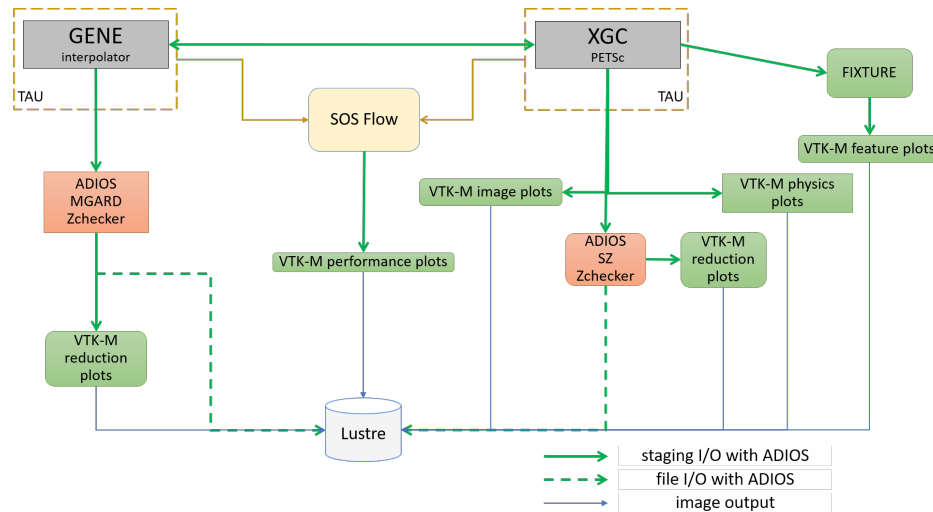 GENE
interpolator
TAU
XGC
PETSc
TAU
FIXTURE
SOS Flow
VTK-M feature plots
ADIOS
MGARD
Zchecker
VTK-M image plots
VTK-M physics
plots
VTK-M performance plots
ADIOS
SZ
Zchecker
VTK-M
reduction
plots
VTK-M
reduction
plots
Lustre
staging I/O with ADIOS
file I/O with ADIOS
image output